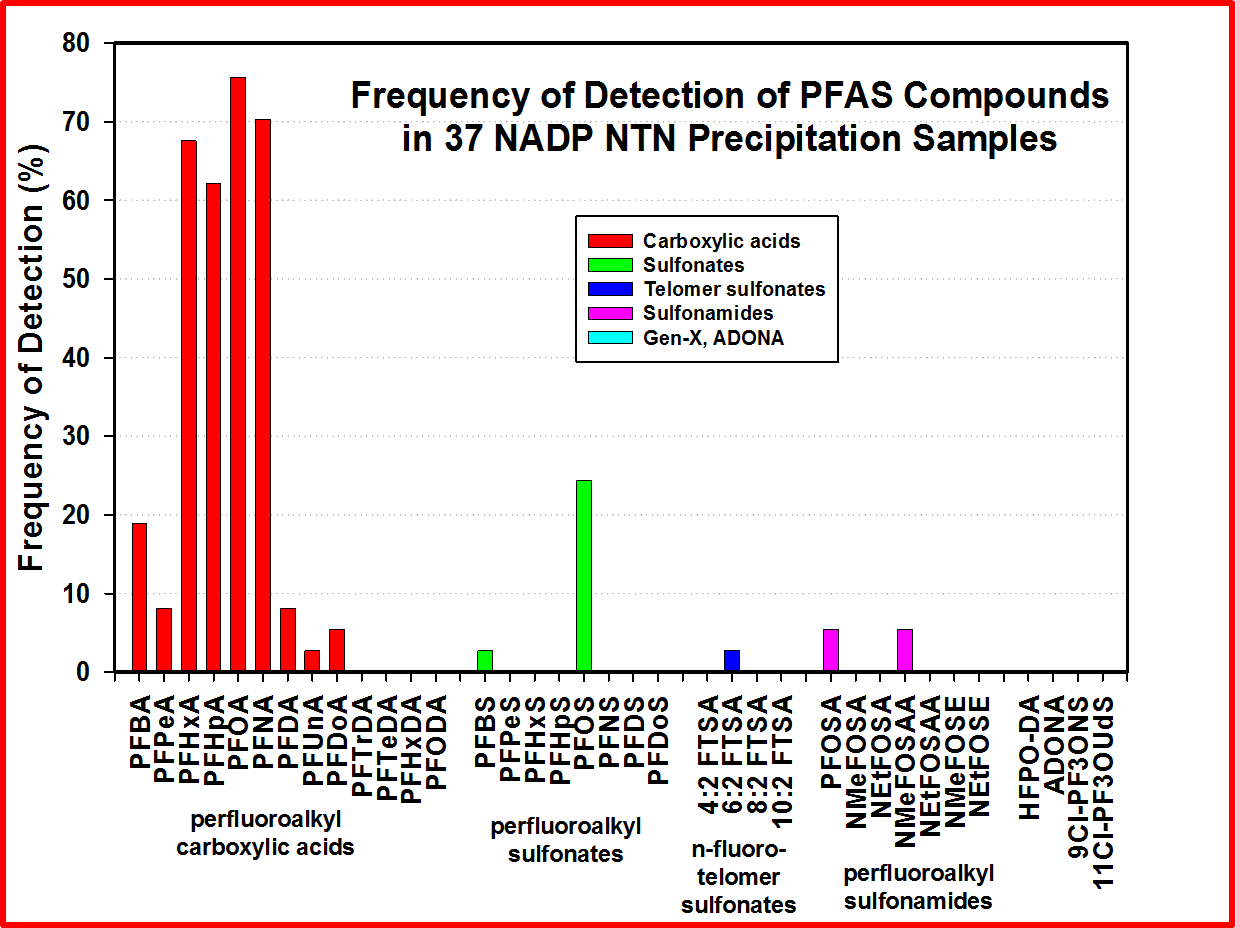 Frequency of Detection of PFAS Compounds
in 37 NADP NTN Precipitation Samples
Frequency of Detection (%)
80
70
60
50
40
30
20
10
0
Carboxylic acids
Sulfonates
Telomer sulfonates
Sulfonamides
Gen-X, ADONA
PFBA
PFPeA
PFHxA
PFHpA
PFOA
PFNA
PFDA
PFUnA
PFDoA
PFTrDA
PFTeDA
PFHxDA
PFODA
PFBS
PFPeS
PFHxS
PFHpS
PFOS
PFNS
PFDS
PFDoS
4:2 FTSA
6:2 FTSA
8:2 FTSA
10:2 FTSA
PFOSA
NMeFOSA
NEtFOSA
NMeFOSAA
NEtFOSAA
NMeFOSE
NEtFOSE
HFPO-DA
ADONA
9Cl-PF3ONS
11Cl-PF3OUdS
perfluoroalkyl
carboxylic acids
perfluoroalkyl
sulfonates
n-fluoro-
telomer
sulfonates
perfluoroalkyl
sulfonamides